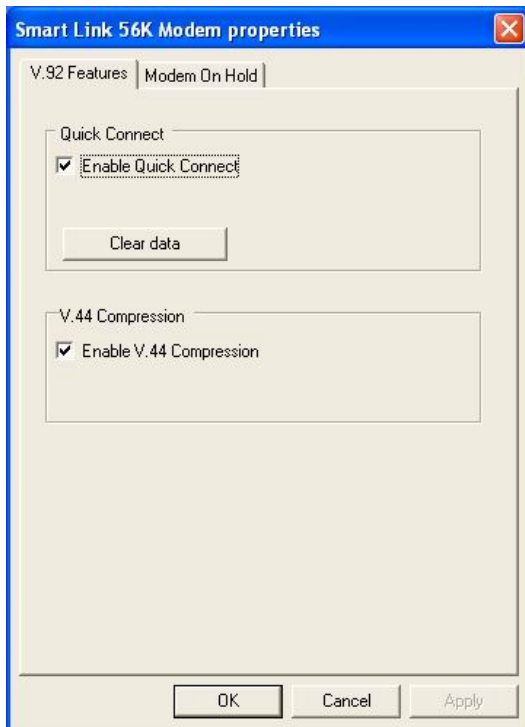 Smart Link 56K Modem properties
V.92 Features
Modem On Hold
Quick Connect
Enable Quick Connect
Clear data
V.44 Compression
Enable V.44 Compression
OK
Cancel
Apply